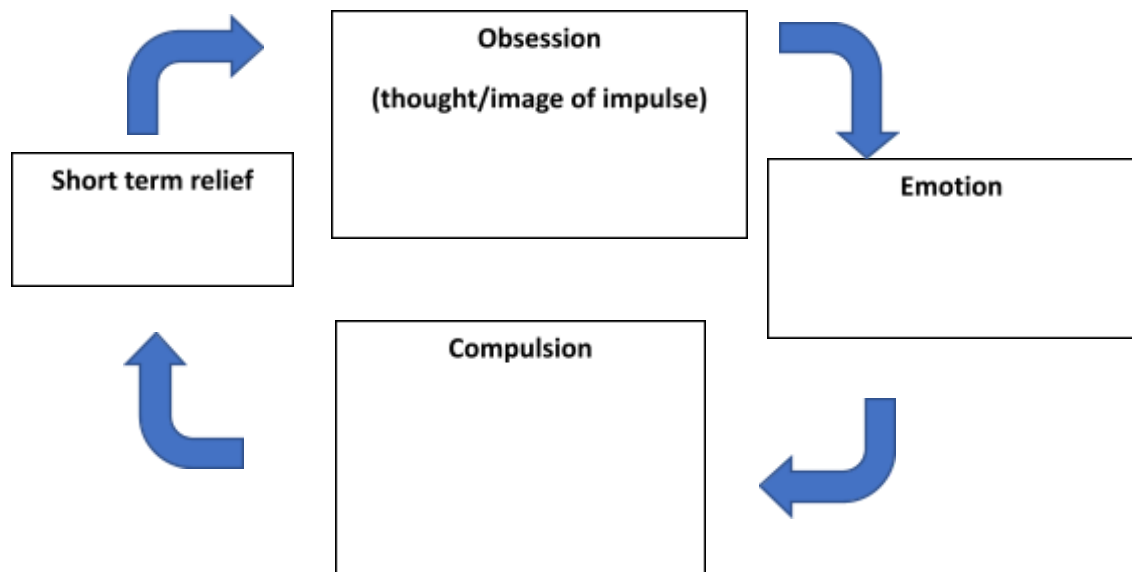 Obsession
(thought/image of impulse)
Short term relief
Emotion
Compulsion